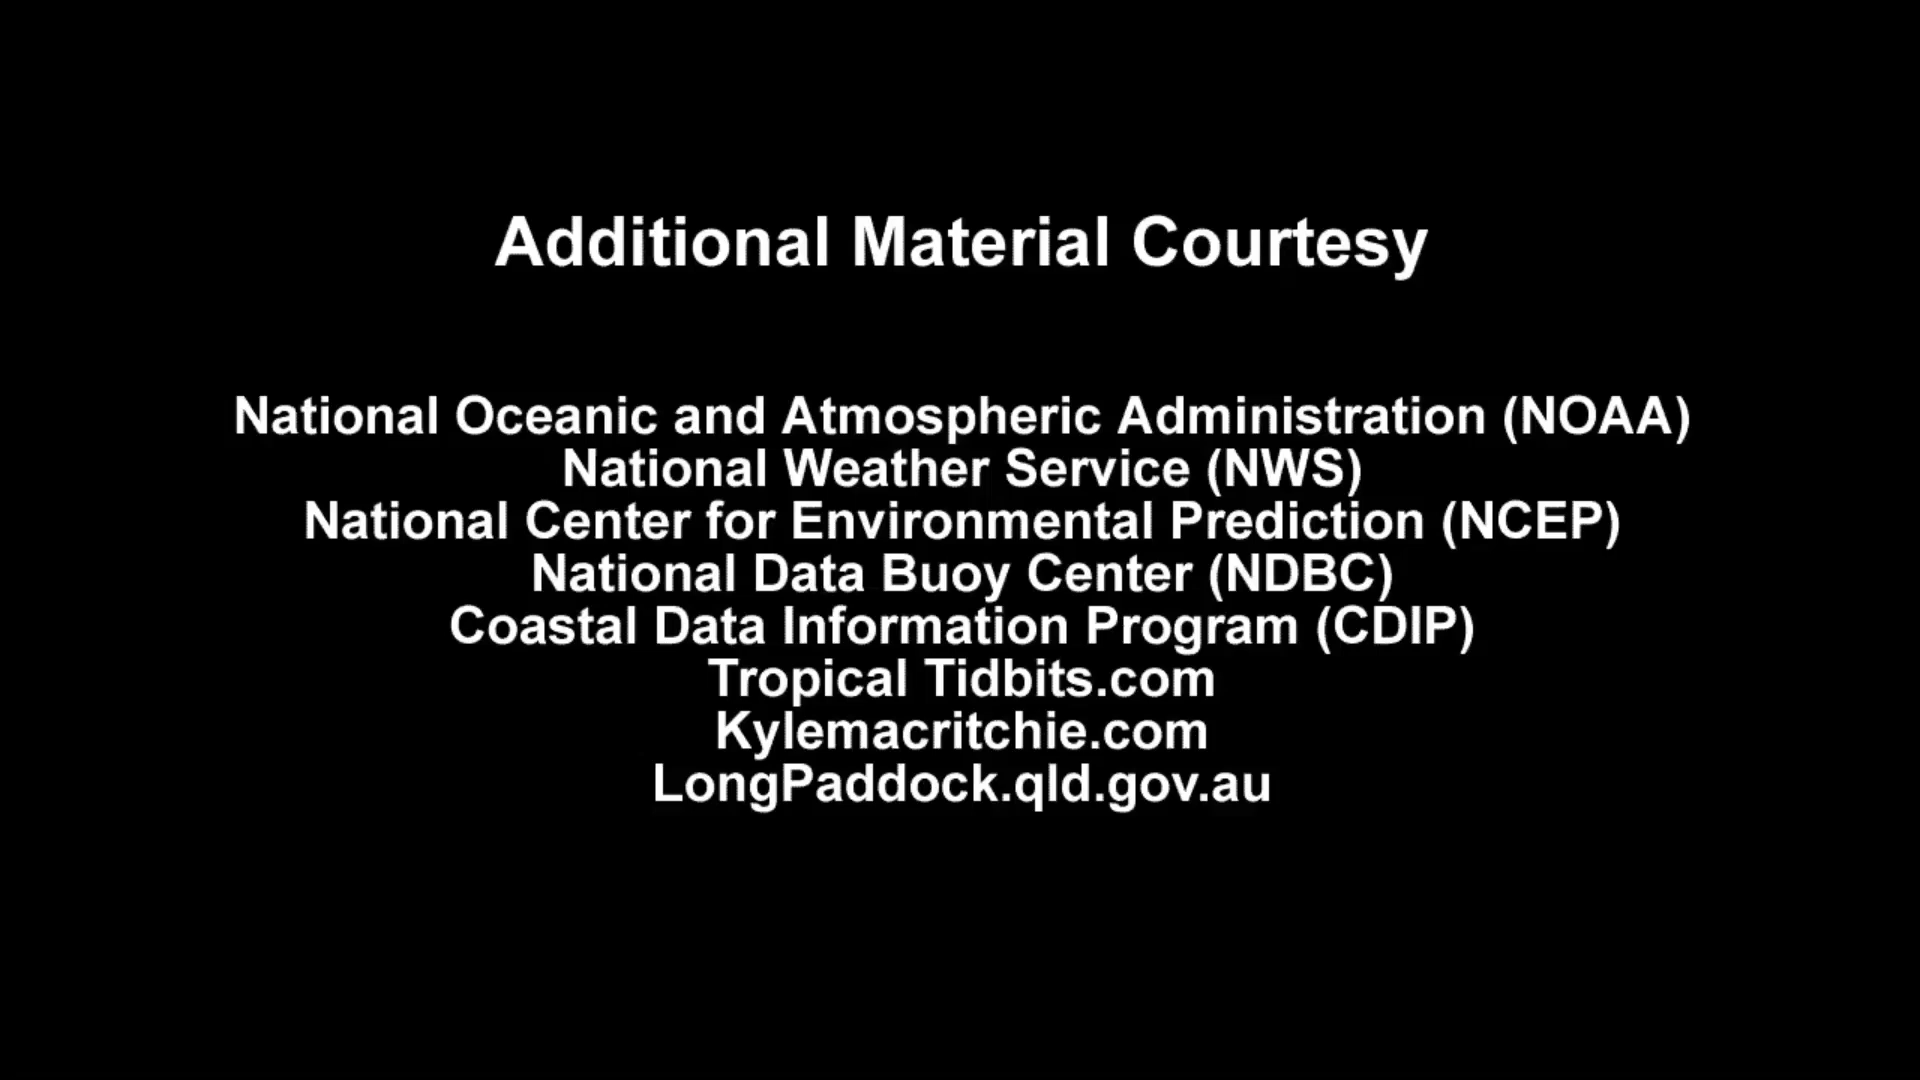 Additional Material Courtesy
National Oceanic and Atmospheric Administration (NOAA)
National Weather Service (NWS)
National Center for Environmental Prediction (NCEP)
National Data Buoy Center (NDBC)
Coastal Data Information Program (CDIP)
Tropical Tidbits.com
Kylemacritchie.com
LongPaddock.qld.gov.au